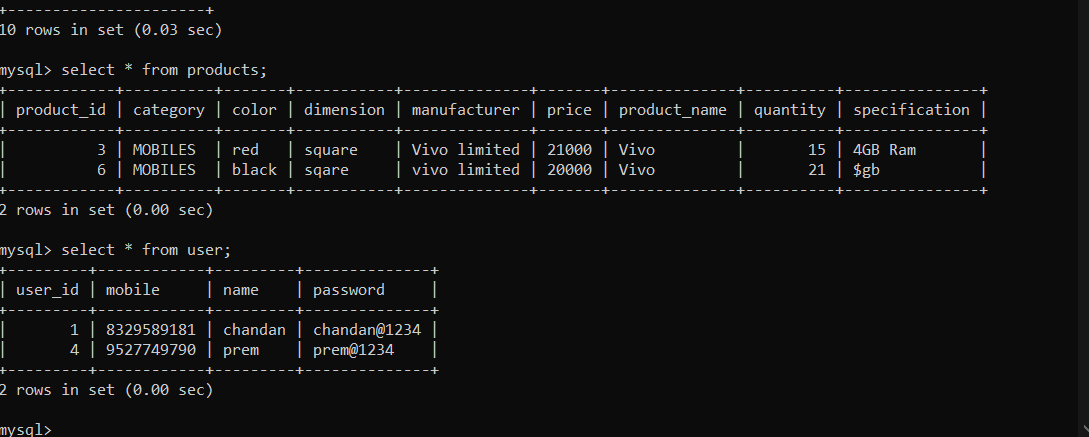 +----------------------+
10 rows in set (0.03 sec)
mysql> select * from products;
+------------+----------+-------+-----------+--------------+-------+--------------+----------+---------------+
| product_id | category | color | dimension | manufacturer | price | product_name | quantity | specification |
+------------+----------+-------+-----------+--------------+-------+--------------+----------+---------------+
|          3 | MOBILES  | red   | square    | Vivo limited | 21000 | Vivo         |       15 | 4GB Ram       |
|          6 | MOBILES  | black | sqare     | vivo limited | 20000 | Vivo         |       21 | $gb           |
+------------+----------+-------+-----------+--------------+-------+--------------+----------+---------------+
2 rows in set (0.00 sec)
mysql> select * from user;
+---------+------------+---------+--------------+
| user_id | mobile     | name    | password     |
+---------+------------+---------+--------------+
|       1 | 8329589181 | chandan | chandan@1234 |
|       4 | 9527749790 | prem    | prem@1234    |
+---------+------------+---------+--------------+
2 rows in set (0.00 sec)
mysql>